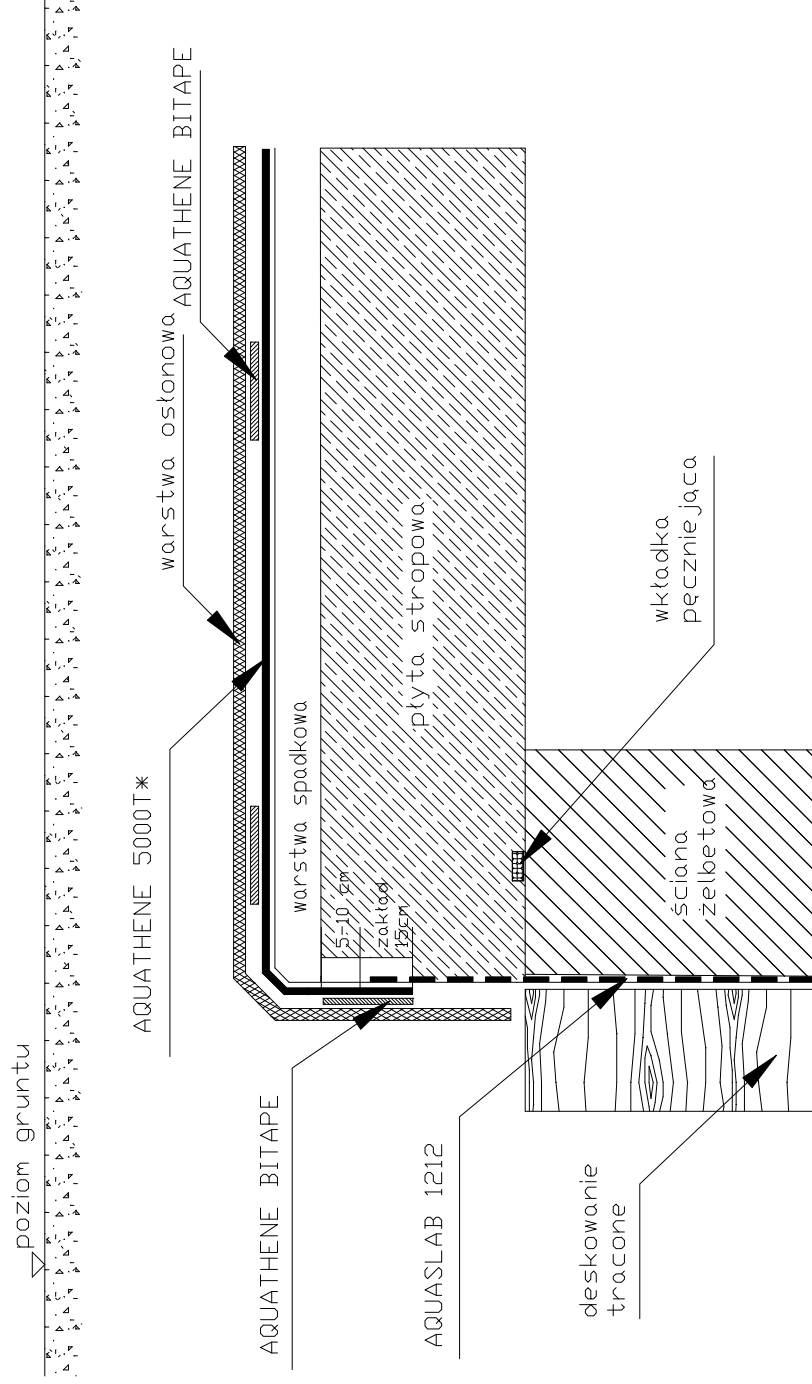 poziom gruntu
AQUATHENE 5000T*
warstwa osłonowa
AQUATHENE BITAPE
warstwa spadkowa
5-10 cm
zakład
15cm
płyta stropowa
AQUATHENE BITAPE
AQUASLAB 1212
deskowanie
tracone
ściana
żelbetowa
wkładka
pęczniejąca